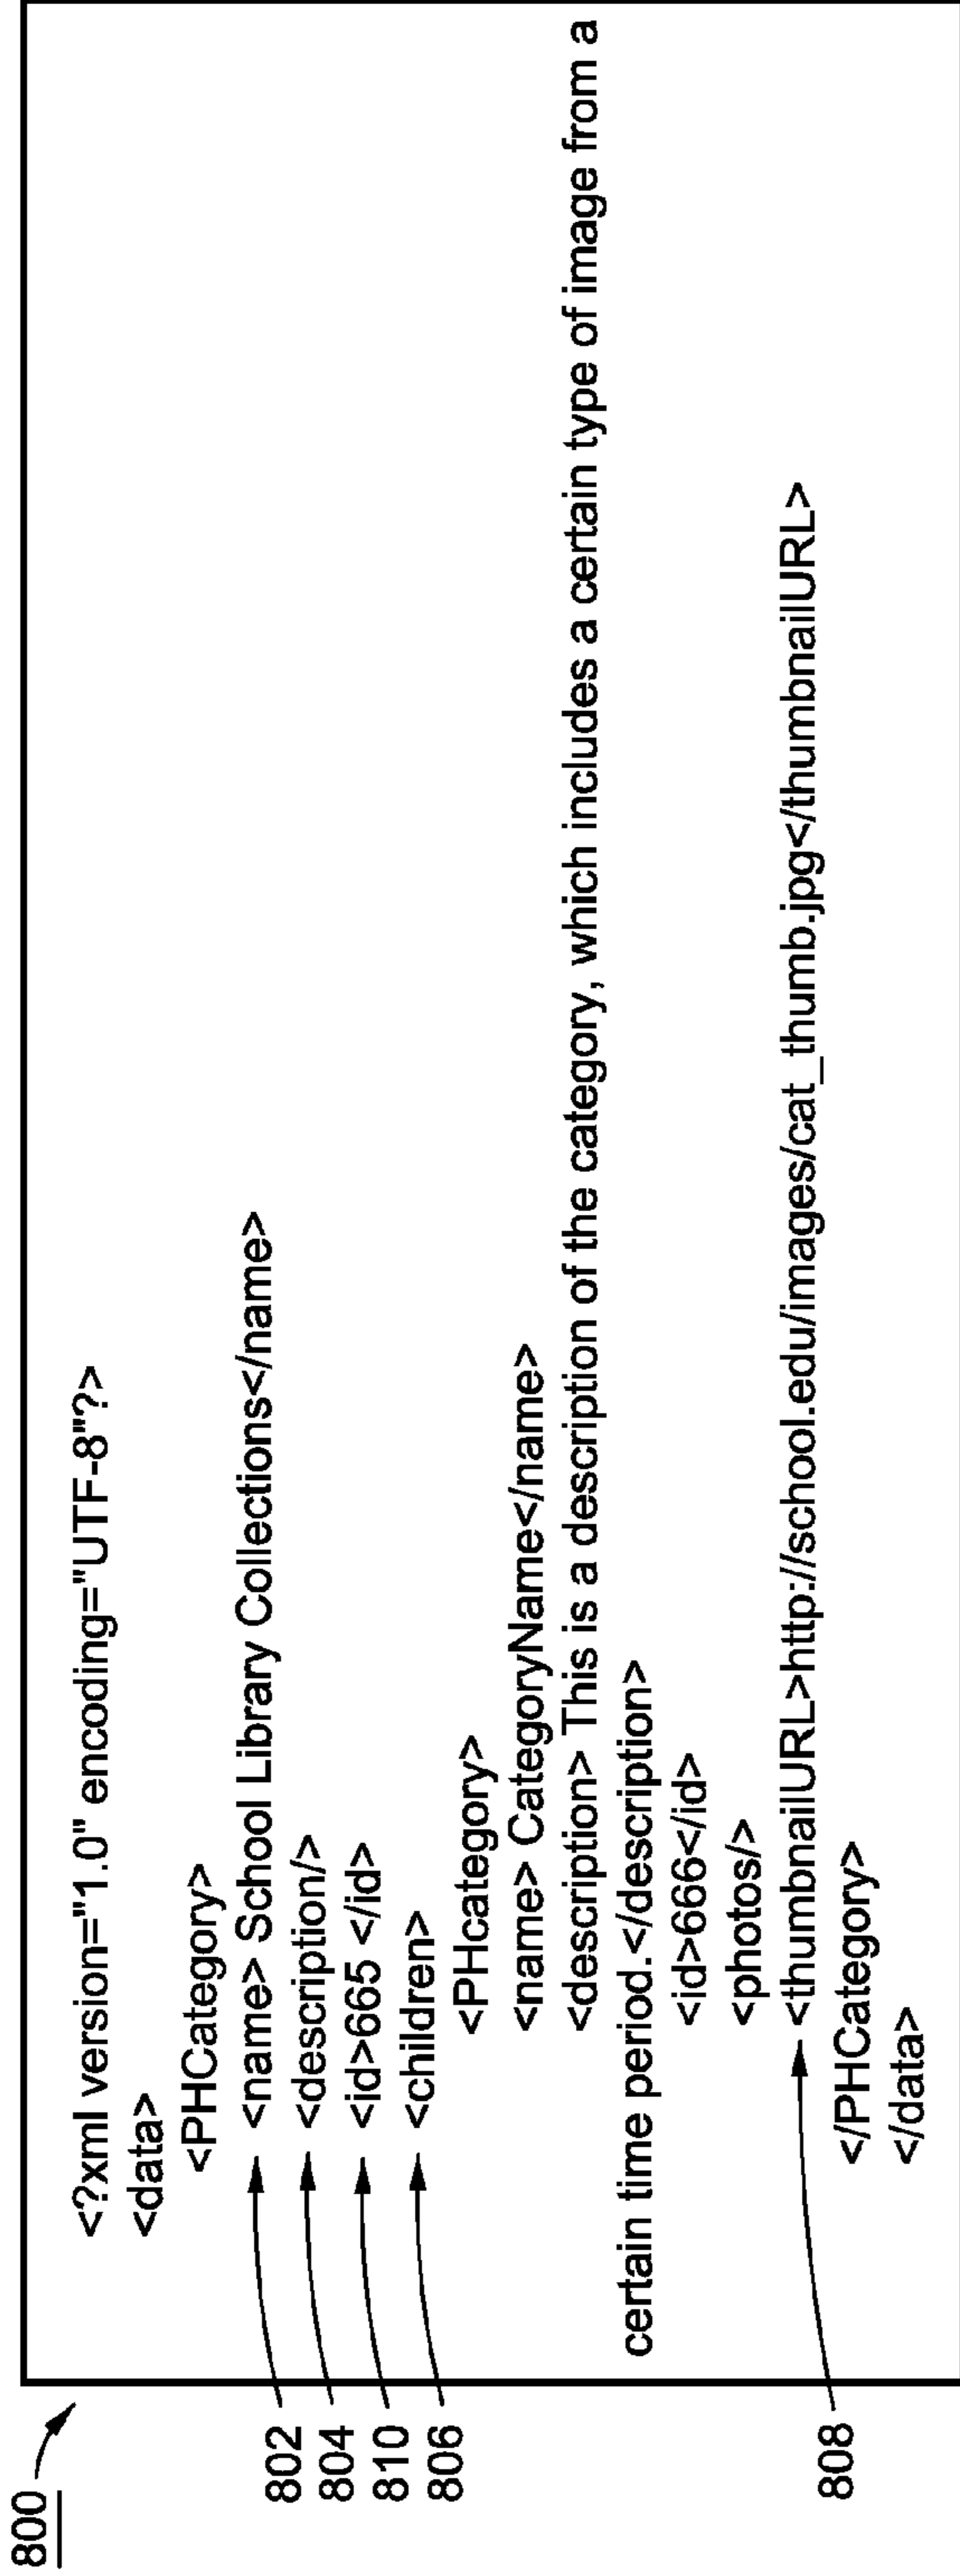 800
<?xml version="1.0" encoding="UTF-8"?>
<data>
<PHCategory>
802 <name> School Library Collections</name>
804 <description/>
810 <id>665 </id>
806 <children>
<PHcategory>
<name> CategoryName</name>
<description> This is a description of the category, which includes a certain type of image from a
certain time period.</description>
<id>666</id>
<photos/>
808 <thumbnailURL>http://school.edu/images/cat_thumb.jpg</thumbnailURL>
</PHCategory>
</data>